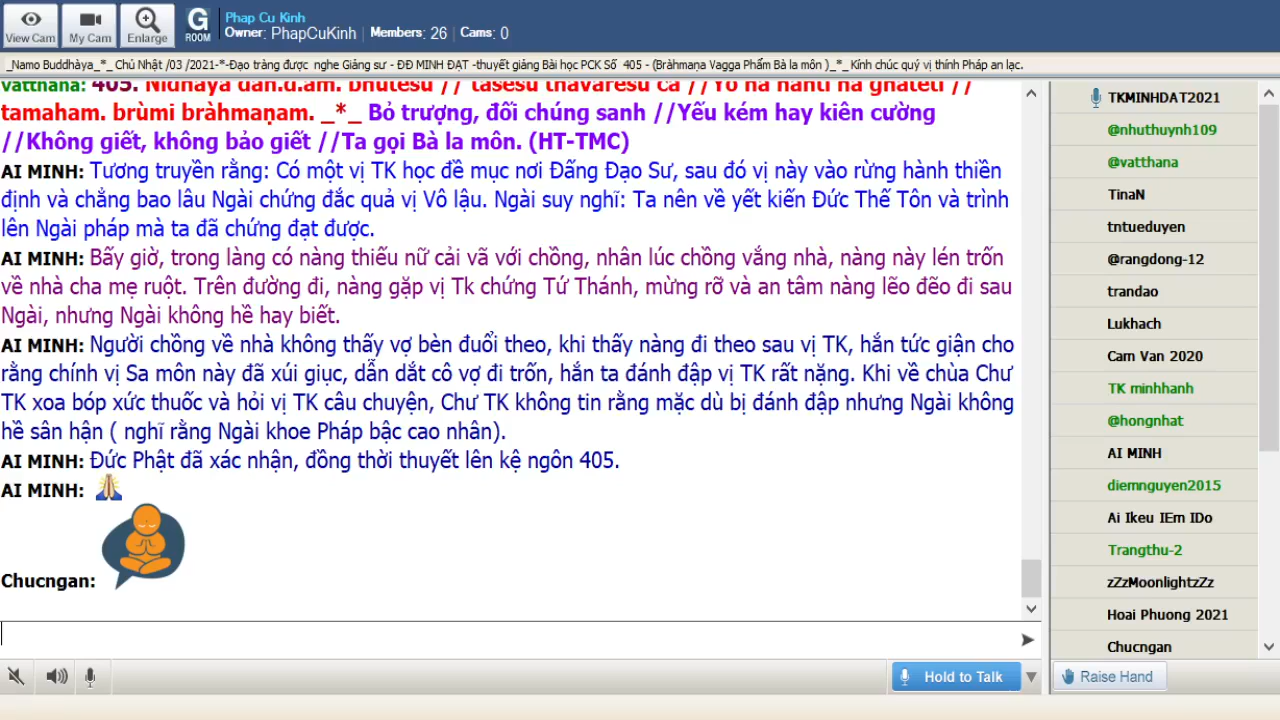 View Cam
My Cam
Enlarge
G
ROOM
Phap Cu Kinh
Owner: PhapCuKinh
Members: 26
Cams: 0
_Namo Buddhàya_*_ Chủ Nhật /03 /2021-*-Đạo tràng được nghe Giảng sư - ĐĐ MINH ĐẠT -thuyết giảng Bài học PCK Số 405 - (Bràhmaṇa Vagga Phẩm Bà la môn )_*_ Kính chúc quý vị thính Pháp an lạc.
vatthana: 405. Nidhàya dan.d.am. bhùtesu // tasesu thàvaresu ca //Yo na hanti na ghàteti //
tamaham. brùmi bràhmaṇam. _*_ Bỏ trượng, đối chúng sanh //Yếu kém hay kiên cường
//Không giết, không bảo giết //Ta gọi Bà la môn. (HT-TMC)
AI MINH: Tương truyền rằng: Có một vị TK học đề mục nơi Đấng Đạo Sư, sau đó vị này vào rừng hành thiền
định và chẳng bao lâu Ngài chứng đắc quả vị Vô lậu. Ngài suy nghĩ: Ta nên về yết kiến Đức Thế Tôn và trình
lên Ngài pháp mà ta đã chứng đạt được.
AI MINH: Bấy giờ, trong làng có nàng thiếu nữ cải vã với chồng, nhân lúc chồng vắng nhà, nàng này lén trốn
về nhà cha mẹ ruột. Trên đường đi, nàng gặp vị Tk chứng Tứ Thánh, mừng rỡ và an tâm nàng lẽo đẽo đi sau
Ngài, nhưng Ngài không hề hay biết.
AI MINH: Người chồng về nhà không thấy vợ bèn đuổi theo, khi thấy nàng đi theo sau vị TK, hắn tức giận cho
rằng chính vị Sa môn này đã xúi giục, dẫn dắt cô vợ đi trốn, hắn ta đánh đập vị TK rất nặng. Khi về chùa Chư
TK xoa bóp xức thuốc và hỏi vị TK câu chuyện, Chư TK không tin rằng mặc dù bị đánh đập nhưng Ngài không
hề sân hận ( nghĩ rằng Ngài khoe Pháp bậc cao nhân).
AI MINH: Đức Phật đã xác nhận, đồng thời thuyết lên kệ ngôn 405.
AI MINH:
Chucngan:
TKMINHDAT2021
@nhuthuynh109
@vatthana
TinaN
tntueduyen
@rangdong-12
trandao
Lukhach
Cam Van 2020
TK minhhanh
@hongnhat
AI MINH
diemnguyen2015
Ai Ikeu IEm IDo
Trangthu-2
zZzMoonlightzZz
Hoai Phuong 2021
Chucngan
Hold to Talk
Raise Hand